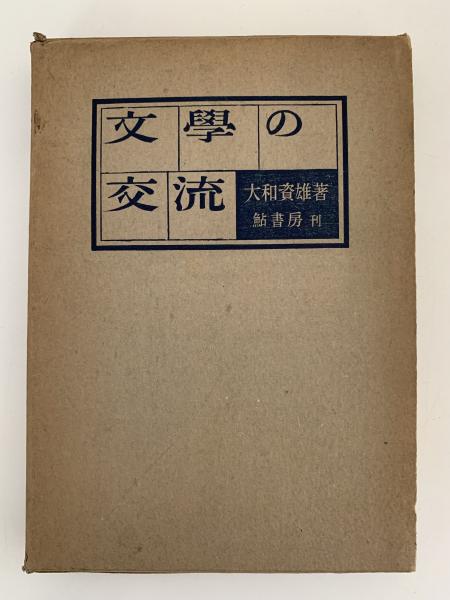 文學の
交流
大和資雄著
鮎書房 刊